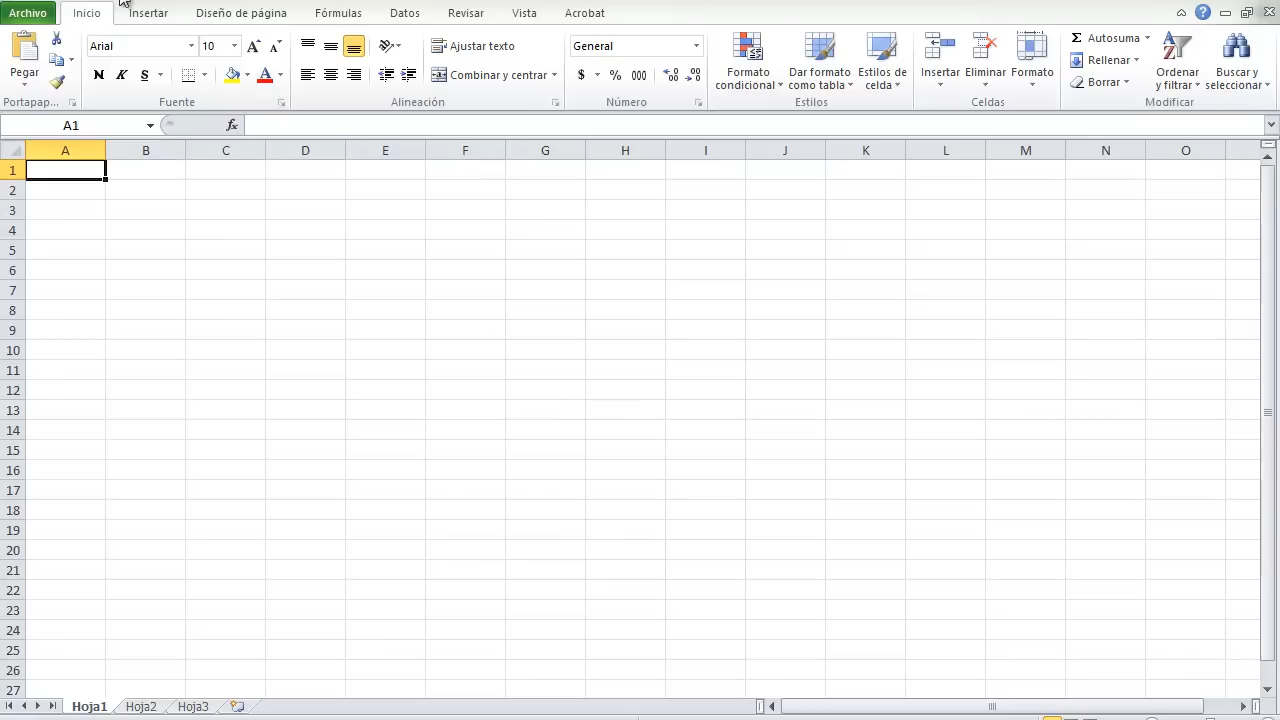 Archivo Inicio Insertar Diseño de página Fórmulas Datos Revisar Vista Acrobat
Pegar
Portapap...
Arial 10 A A
N K S A
Fuente
Ajustar texto
Combinar y centrar
Alineación
General
$ % 000 ,0 ,00 ,00 ,0
Número
Formato condicional
Dar formato como tabla
Estilos de celda
Estilos
Insertar Eliminar Formato
Celdas
Σ Autosuma
Rellenar
Borrar
Ordenar y filtrar
Buscar y seleccionar
Modificar
A1 fx
A B C D E F G H I J K L M N O
1
2
3
4
5
6
7
8
9
10
11
12
13
14
15
16
17
18
19
20
21
22
23
24
25
26
27
Hoja1 Hoja2 Hoja3